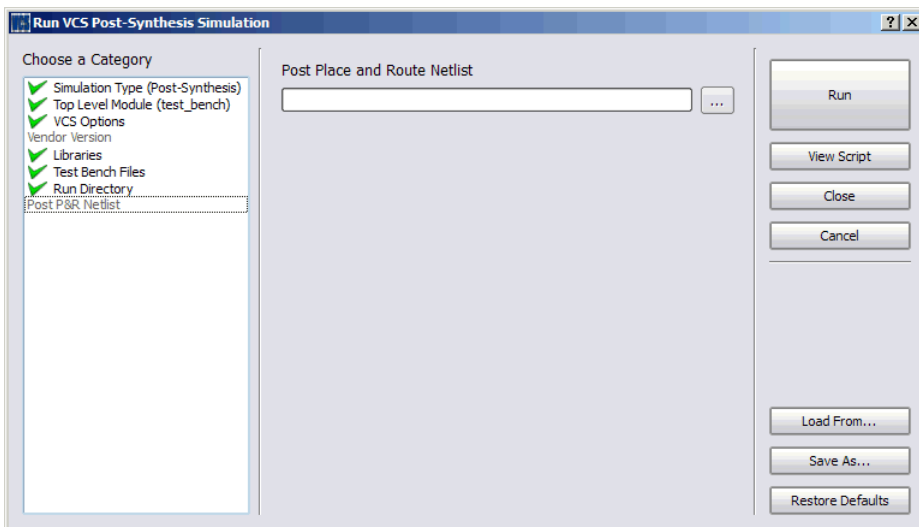 Run VCS Post-Synthesis Simulation
Choose a Category
Simulation Type (Post-Synthesis)
Top Level Module (test_bench)
VCS Options
Vendor Version
Libraries
Test Bench Files
Run Directory
Post P&R Netlist
Post Place and Route Netlist
...
Run
View Script
Close
Cancel
Load From...
Save As...
Restore Defaults